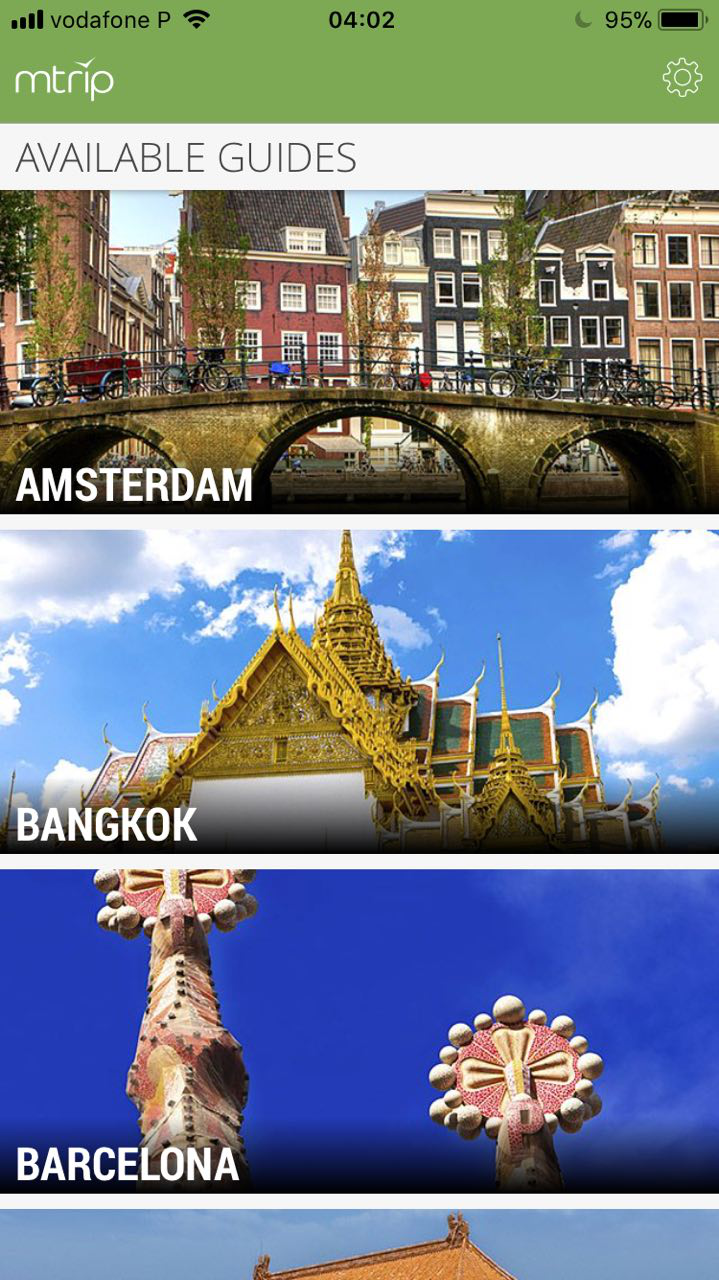 vodafone P 04:02 95%
mtrip
AVAILABLE GUIDES
AMSTERDAM
BANGKOK
BARCELONA